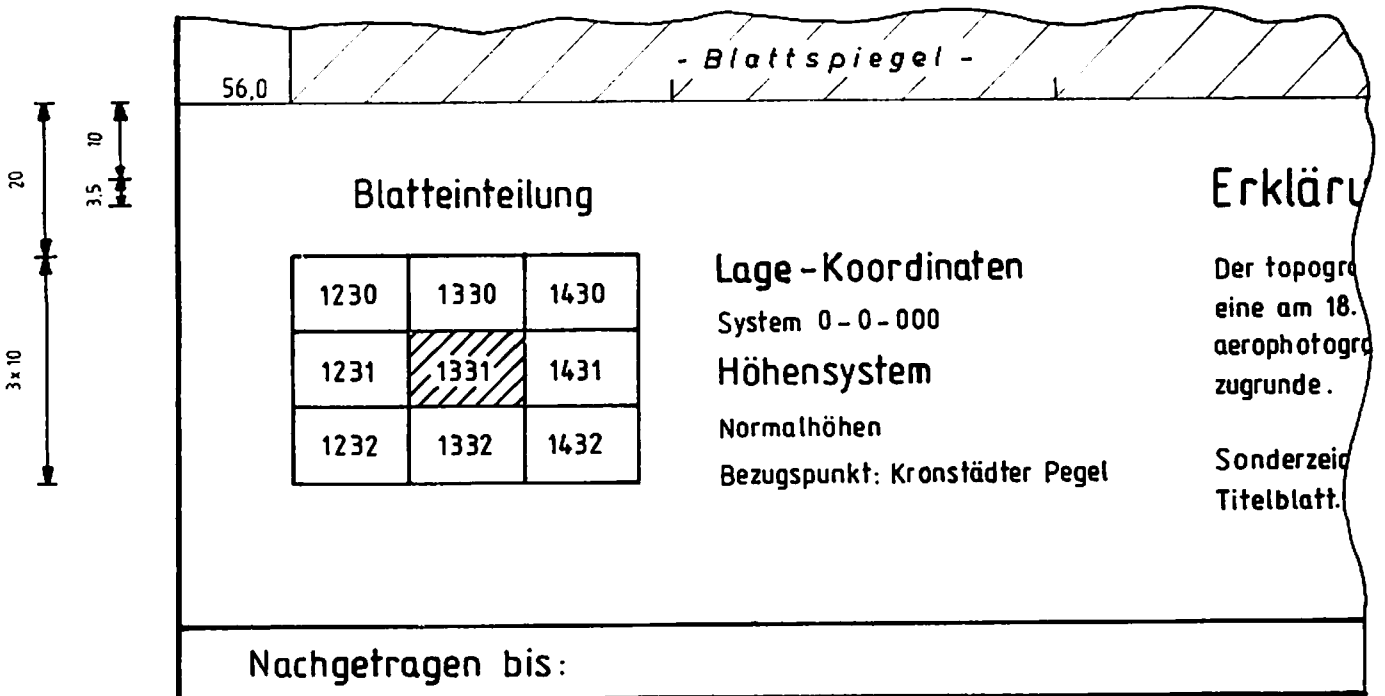 - Blattspiegel -
56,0
20
10
3,5
3 x 10
Blatteinteilung
1230 1330 1430
1231 1331 1431
1232 1332 1432
Lage-Koordinaten
System 0-0-000
Höhensystem
Normalhöhen
Bezugspunkt: Kronstädter Pegel
Erkläru
Der topogra
eine am 18.
aerophotogra
zugrunde.
Sonderzeic
Titelblatt.
Nachgetragen bis: